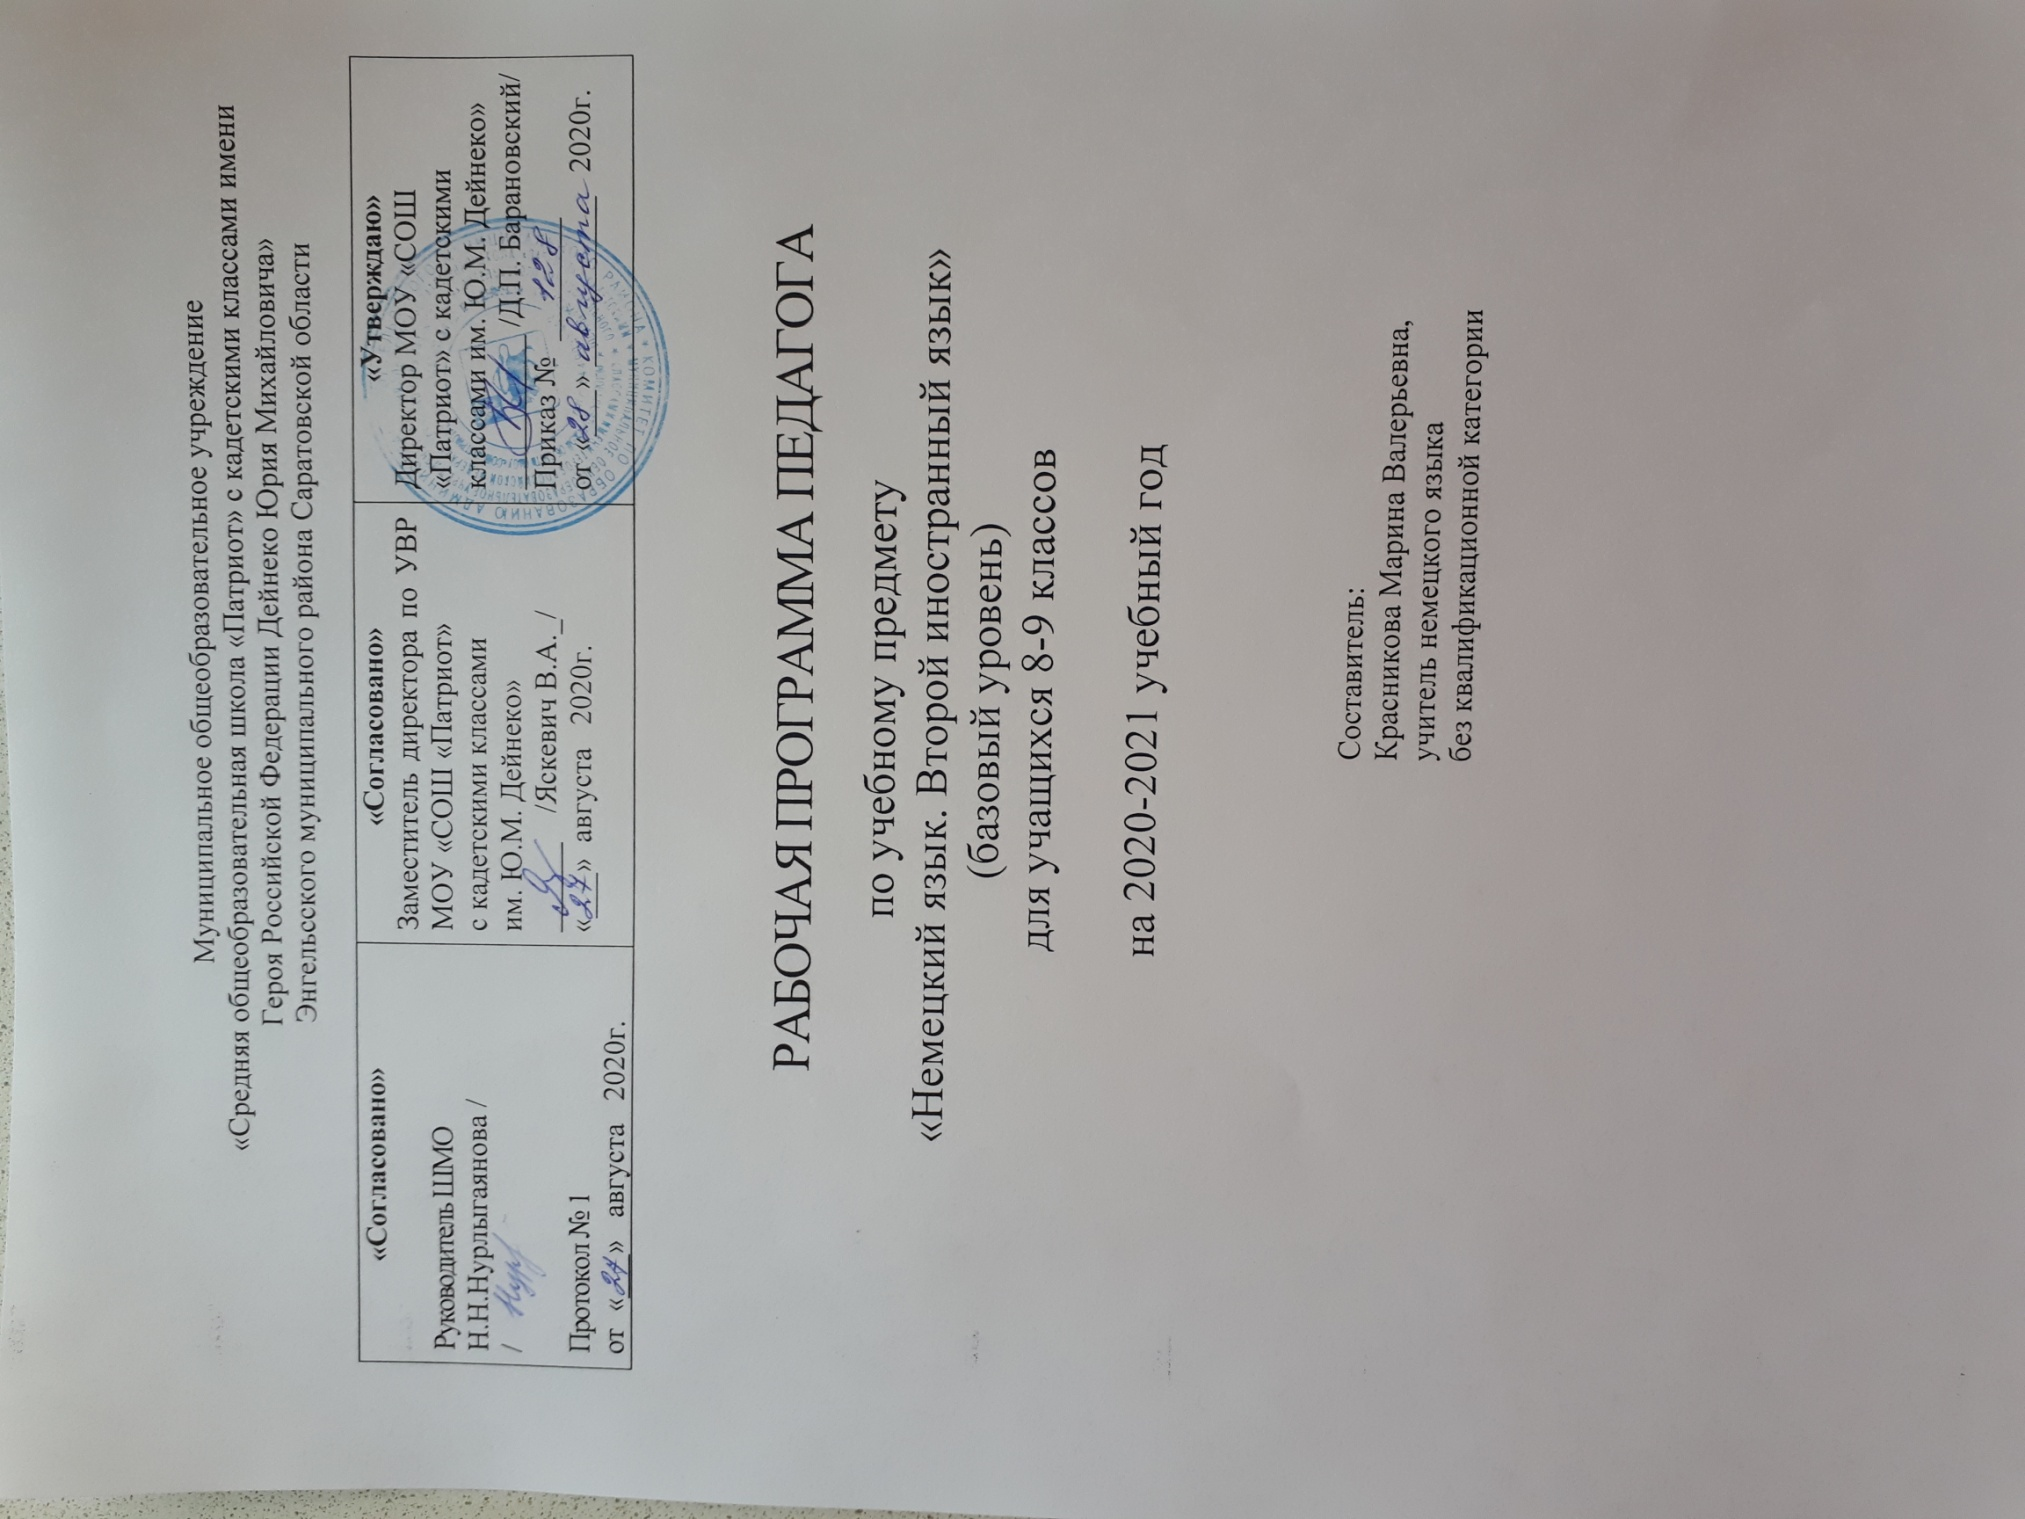 Муниципальное общеобразовательное учреждение
«Средняя общеобразовательная школа «Патриот» с кадетскими классами имени
Героя Российской Федерации Дейнеко Юрия Михайловича»
Энгельсского муниципального района Саратовской области
«Согласовано»
Руководитель ШМО
Н.Н.Нурлыгаянова /
/
Протокол № 1
от «27» августа 2020г.
«Согласовано»
Заместитель директора по УВР
МОУ «СОШ «Патриот»
с кадетскими классами
им. Ю.М. Дейнеко»
/Яскевич В.А._/
«27» августа 2020г.
«Утверждаю»
Директор МОУ «СОШ
«Патриот» с кадетскими
классами им. Ю.М. Дейнеко»
/Д.П. Барановский/
Приказ № 128
от «28» августа 2020г.
РАБОЧАЯ ПРОГРАММА ПЕДАГОГА
по учебному предмету
«Немецкий язык. Второй иностранный язык»
(базовый уровень)
для учащихся 8-9 классов
на 2020-2021 учебный год
Составитель:
Красникова Марина Валерьевна,
учитель немецкого языка
без квалификационной категории